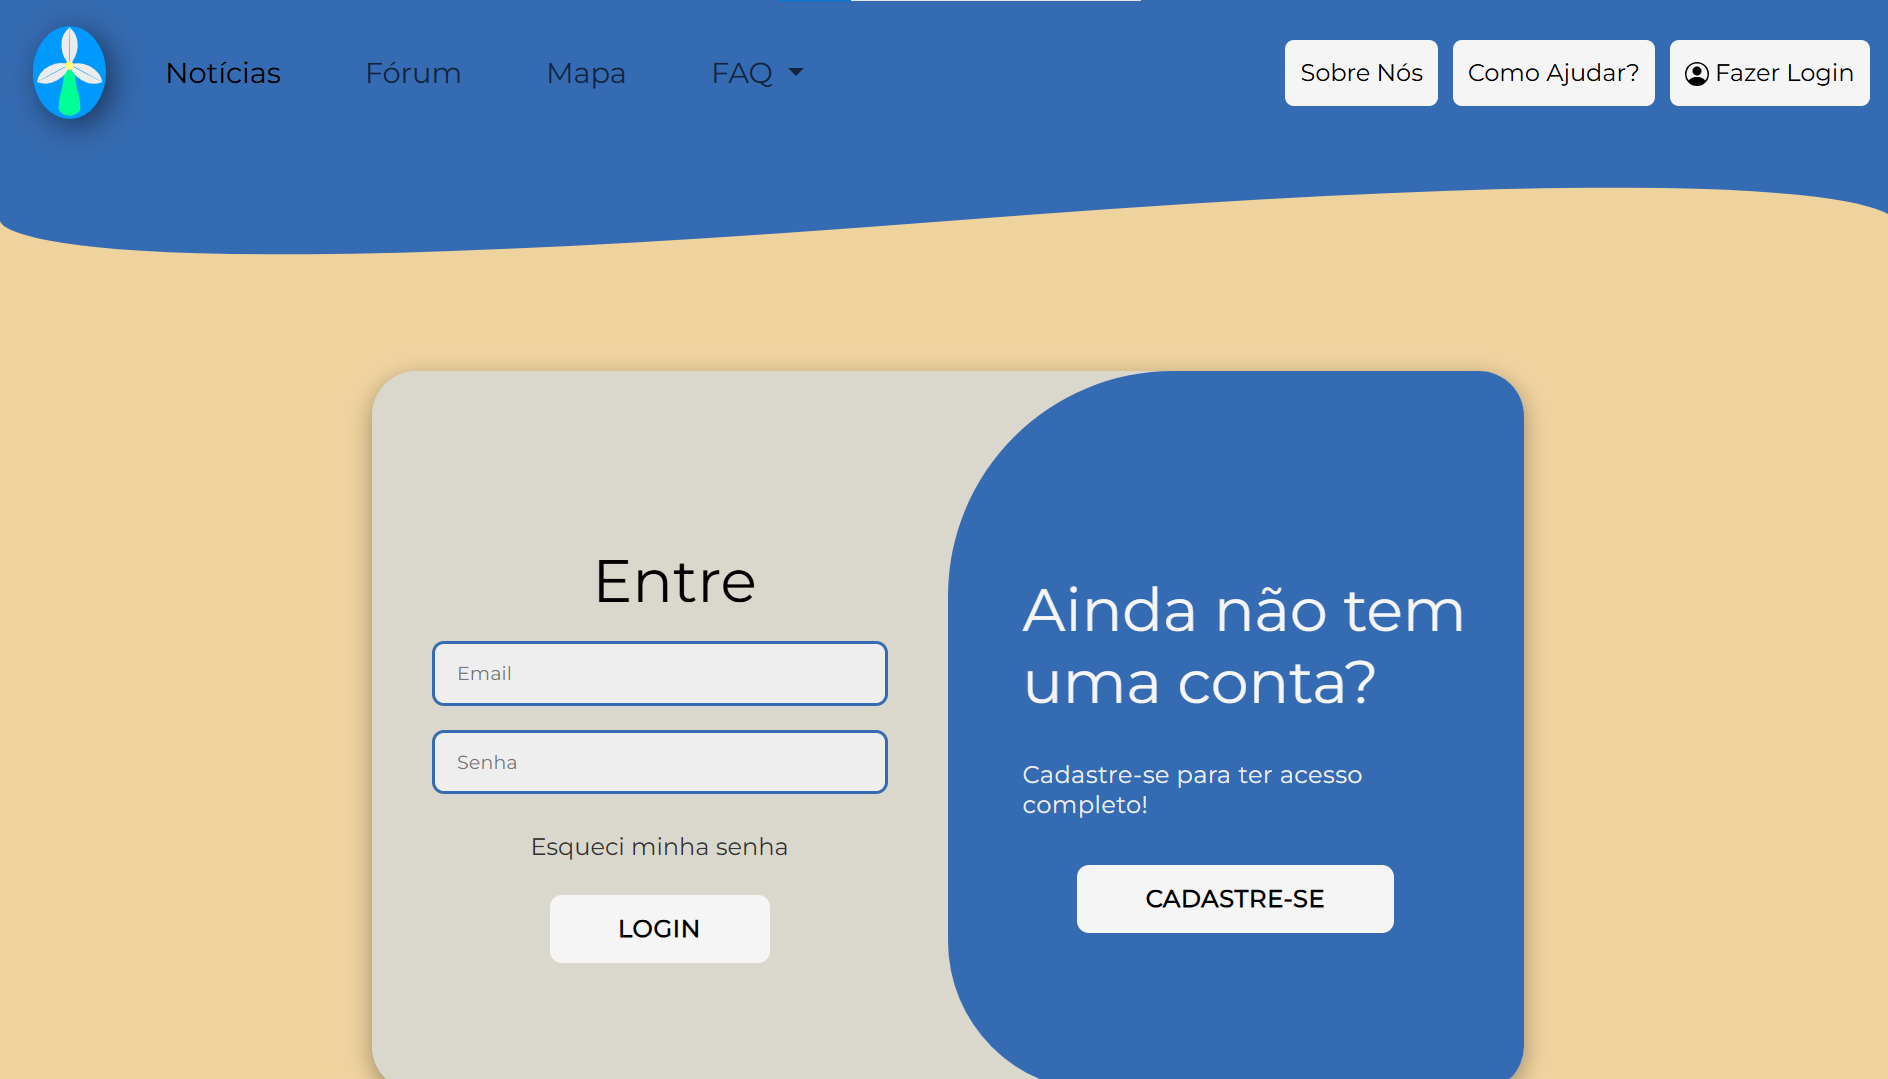 Notícias Fórum Mapa FAQ Sobre Nós Como Ajudar? Fazer Login
Entre
Email
Senha
Esqueci minha senha
LOGIN
Ainda não tem
uma conta?
Cadastre-se para ter acesso
completo!
CADASTRE-SE